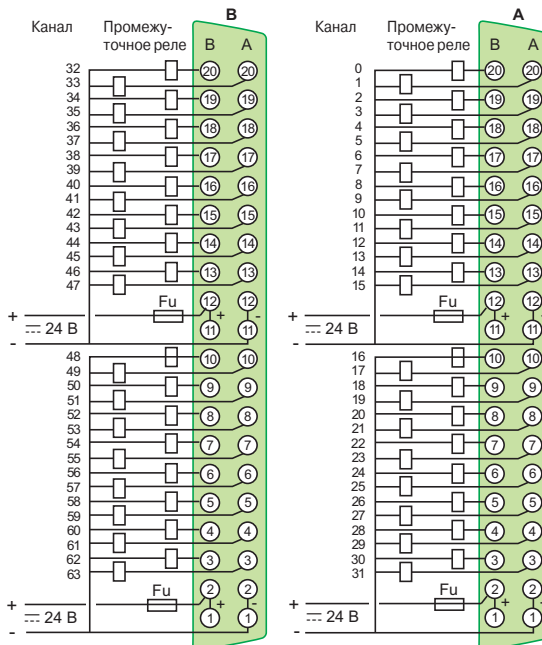 B
Канал Промежу-
точное реле B A
32 20 20
33
34 19 19
35
36 18 18
37
38 17 17
39
40 16 16
41
42 15 15
43
44 14 14
45
46 13 13
47
Fu 12 12
+ + -
24 В 11 11
-
48 10 10
49
50 9 9
51
52 8 8
53
54 7 7
55
56 6 6
57
58 5 5
59
60 4 4
61
62 3 3
63
Fu 2 2
+ + -
24 В 1 1
-
A
Канал Промежу-
точное реле B A
0 20 20
1
2 19 19
3
4 18 18
5
6 17 17
7
8 16 16
9
10 15 15
11
12 14 14
13
14 13 13
15
Fu 12 12
+ + -
24 В 11 11
-
16 10 10
17
18 9 9
19
20 8 8
21
22 7 7
23
24 6 6
25
26 5 5
27
28 4 4
29
30 3 3
31
Fu 2 2
+ + -
24 В 1 1
-